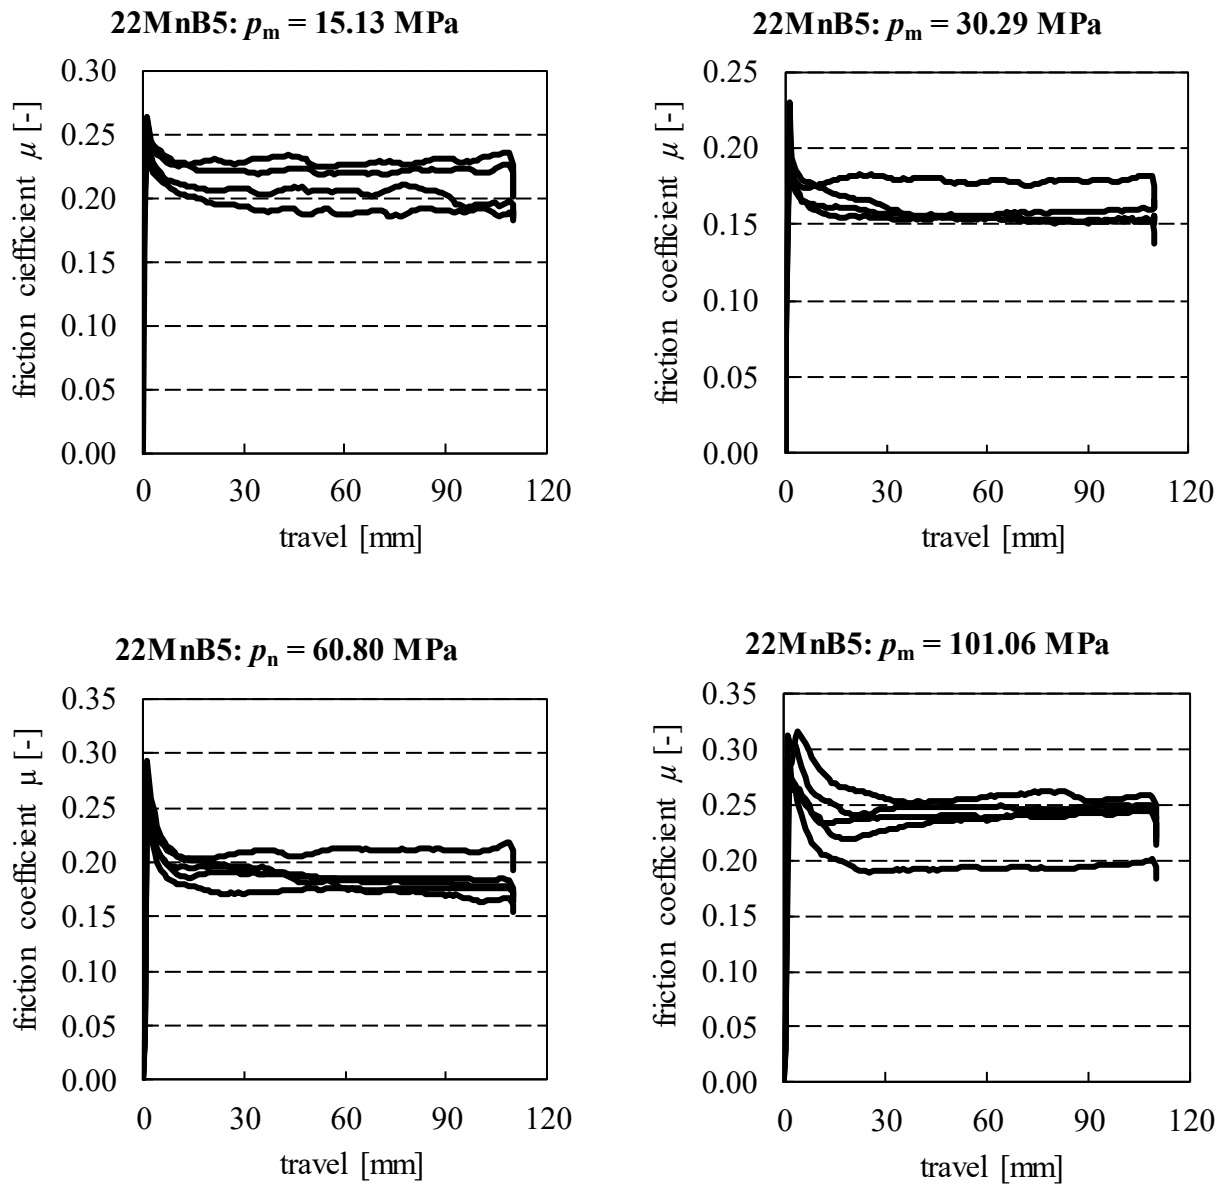 22MnB5: pm = 15.13 MPa
friction ciefficient μ [-]
0.30
0.25
0.20
0.15
0.10
0.05
0.00
0 30 60 90 120
travel [mm]
22MnB5: pm = 30.29 MPa
friction coefficient μ [-]
0.25
0.20
0.15
0.10
0.05
0.00
0 30 60 90 120
travel [mm]
22MnB5: pn = 60.80 MPa
friction coefficient μ [-]
0.35
0.30
0.25
0.20
0.15
0.10
0.05
0.00
0 30 60 90 120
travel [mm]
22MnB5: pm = 101.06 MPa
friction coefficient μ [-]
0.35
0.30
0.25
0.20
0.15
0.10
0.05
0.00
0 30 60 90 120
travel [mm]